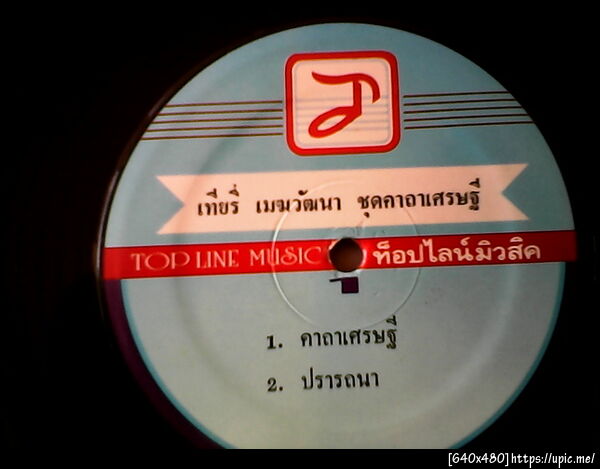 เทียรี่ เมฆวัฒนา ชุดคาถาเศรษฐี
TOP LINE MUSIC ท็อปไลน์มิวสิค
1. คาถาเศรษฐี
2. ปรารถนา
[640x480]https://upic.me/